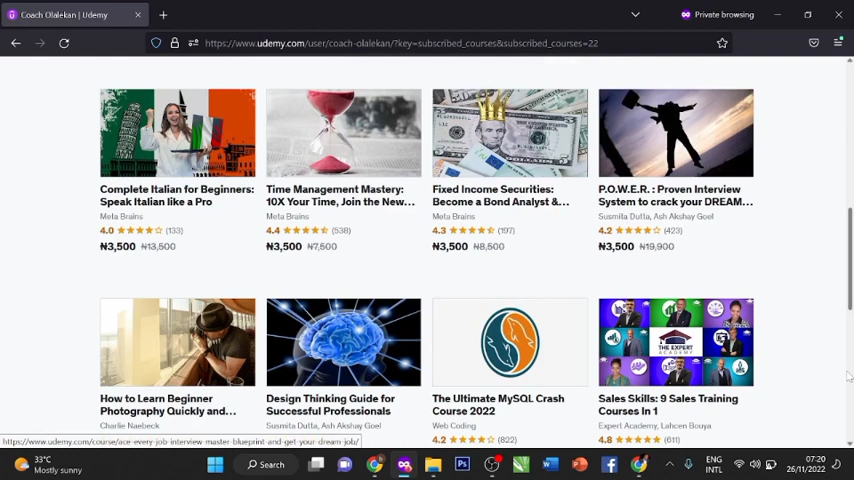 Coach Olalekan | Udemy
Private browsing
https://www.udemy.com/user/coach-olalekan/?key=subscribed_courses&subscribed_courses=22
Complete Italian for Beginners:
Speak Italian like a Pro
Meta Brains
4.0 (133)
₦3,500 ₦13,500
Time Management Mastery:
10X Your Time, Join the New...
Meta Brains
4.4 (538)
₦3,500 ₦7,500
Fixed Income Securities:
Become a Bond Analyst &...
Meta Brains
4.3 (197)
₦3,500 ₦8,500
P.O.W.E.R. : Proven Interview
System to crack your DREAM...
Susmita Dutta, Ash Akshay Goel
4.2 (423)
₦3,500 ₦19,900
How to Learn Beginner
Photography Quickly and...
Charlie Naebeck
Design Thinking Guide for
Successful Professionals
Susmita Dutta, Ash Akshay Goel
The Ultimate MySQL Crash
Course 2022
Web Coding
4.2 (822)
THE EXPERT
ACADEMY
Sales Skills: 9 Sales Training
Courses In 1
Expert Academy, Lahcen Bouya
4.8 (611)
https://www.udemy.com/course/ace-every-job-interview-master-blueprint-and-get-your-dream-job/
33°C
Mostly sunny
Search
Ps
ENG
INTL
07:20
26/11/2022